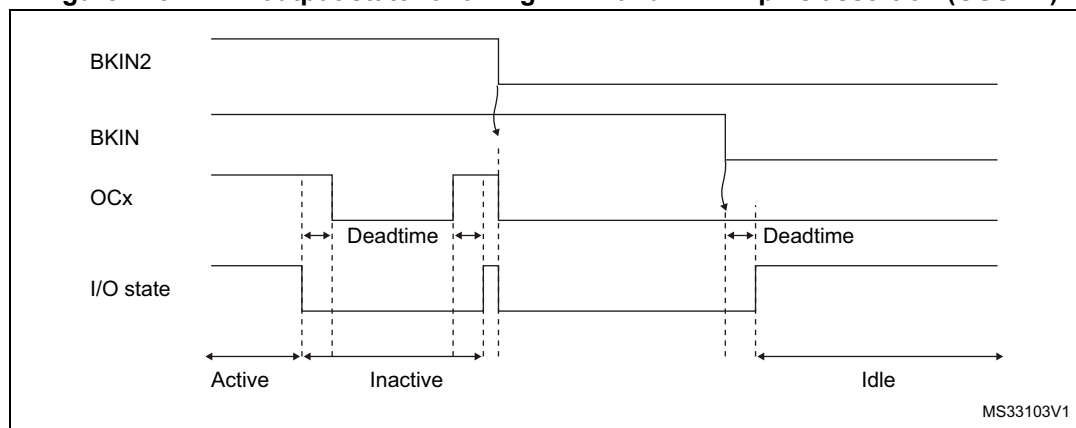 BKIN2
BKIN
OCx
Deadtime
Deadtime
I/O state
Active
Inactive
Idle
MS33103V1